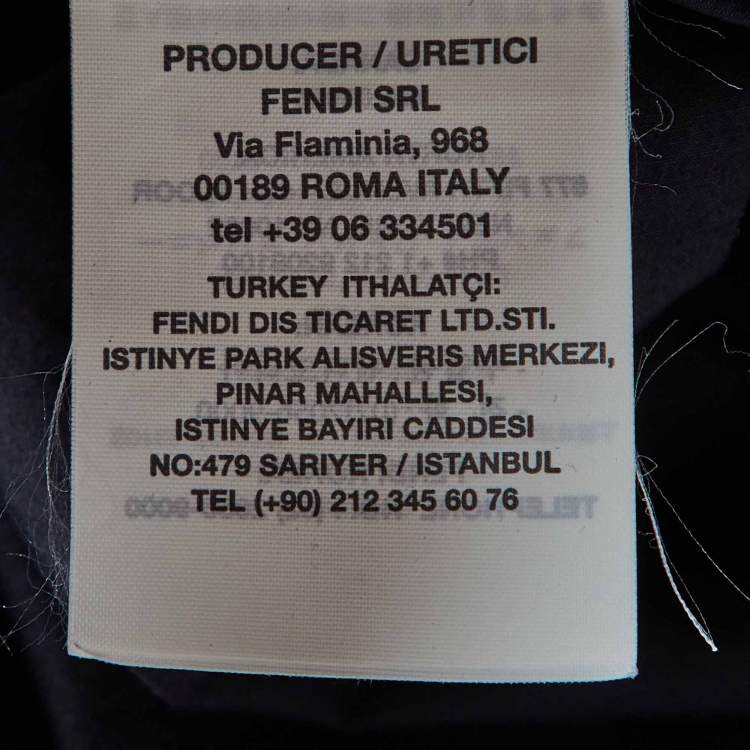 PRODUCER / URETICI
FENDI SRL
Via Flaminia, 968
00189 ROMA ITALY
tel +39 06 334501
TURKEY ITHALATÇI:
FENDI DIS TICARET LTD.STI.
ISTINYE PARK ALISVERIS MERKEZI,
PINAR MAHALLESI,
ISTINYE BAYIRI CADDESI
NO:479 SARIYER / ISTANBUL
TEL (+90) 212 345 60 76